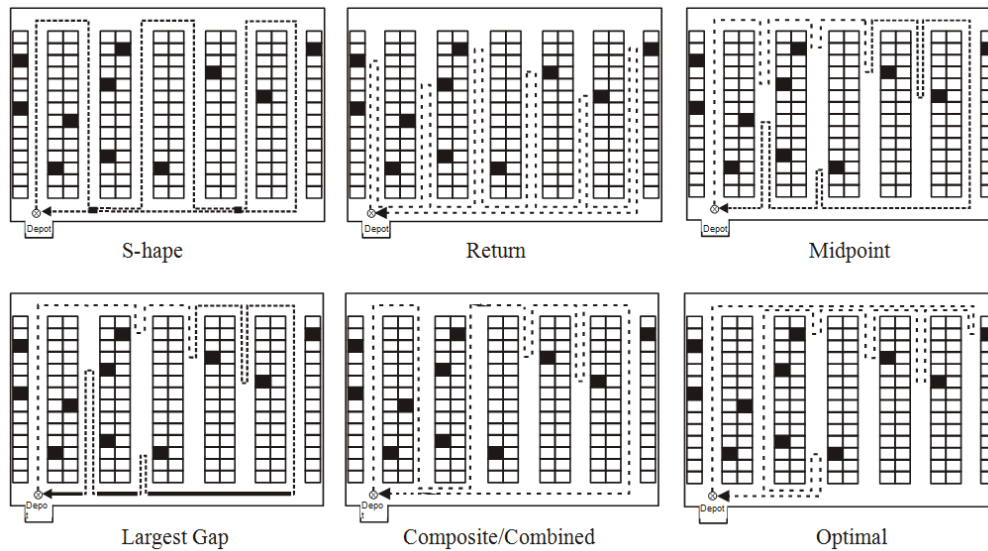 Depot
S-hape
Depot
Return
Depot
Midpoint
Depo
Largest Gap
Depo
Composite/Combined
Depot
Optimal